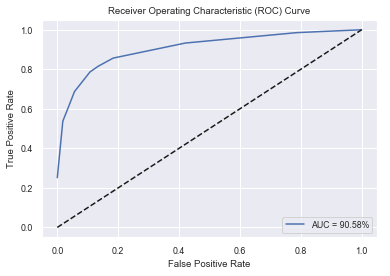 Receiver Operating Characteristic (ROC) Curve
1.0
0.8
0.6
0.4
0.2
0.0
True Positive Rate
AUC = 90.58%
0.0 0.2 0.4 0.6 0.8 1.0
False Positive Rate